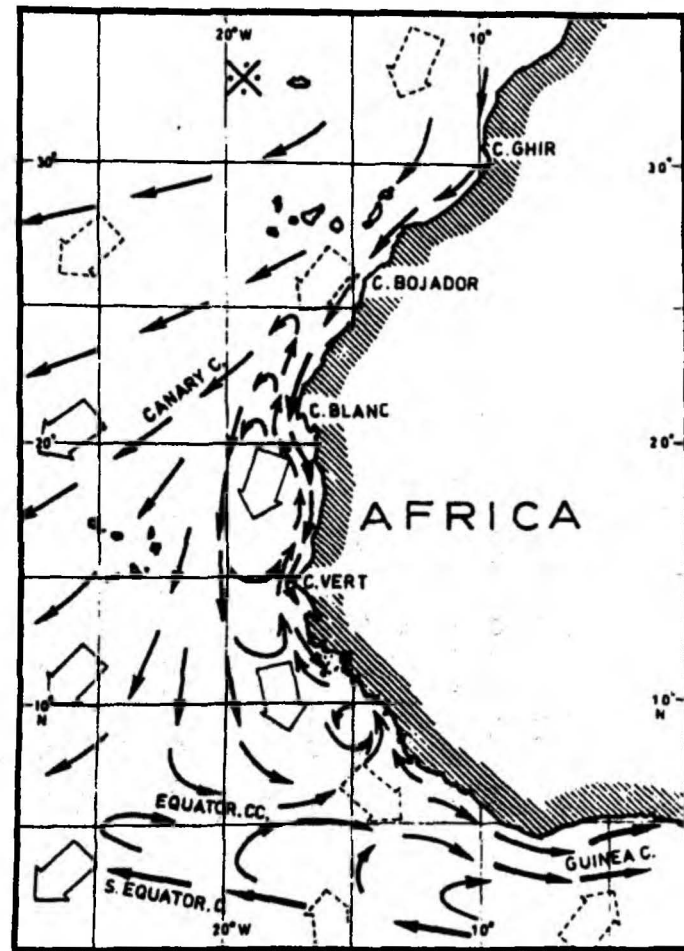 20°W
10°
C. GHIR
30°
30°
C. BOJADOR
CANARY C.
C. BLANC
20°
20°
AFRICA
C. VERT
10°
N
10°
N
EQUATOR. CC.
GUINEA C.
S. EQUATOR. C.
20°W
10°